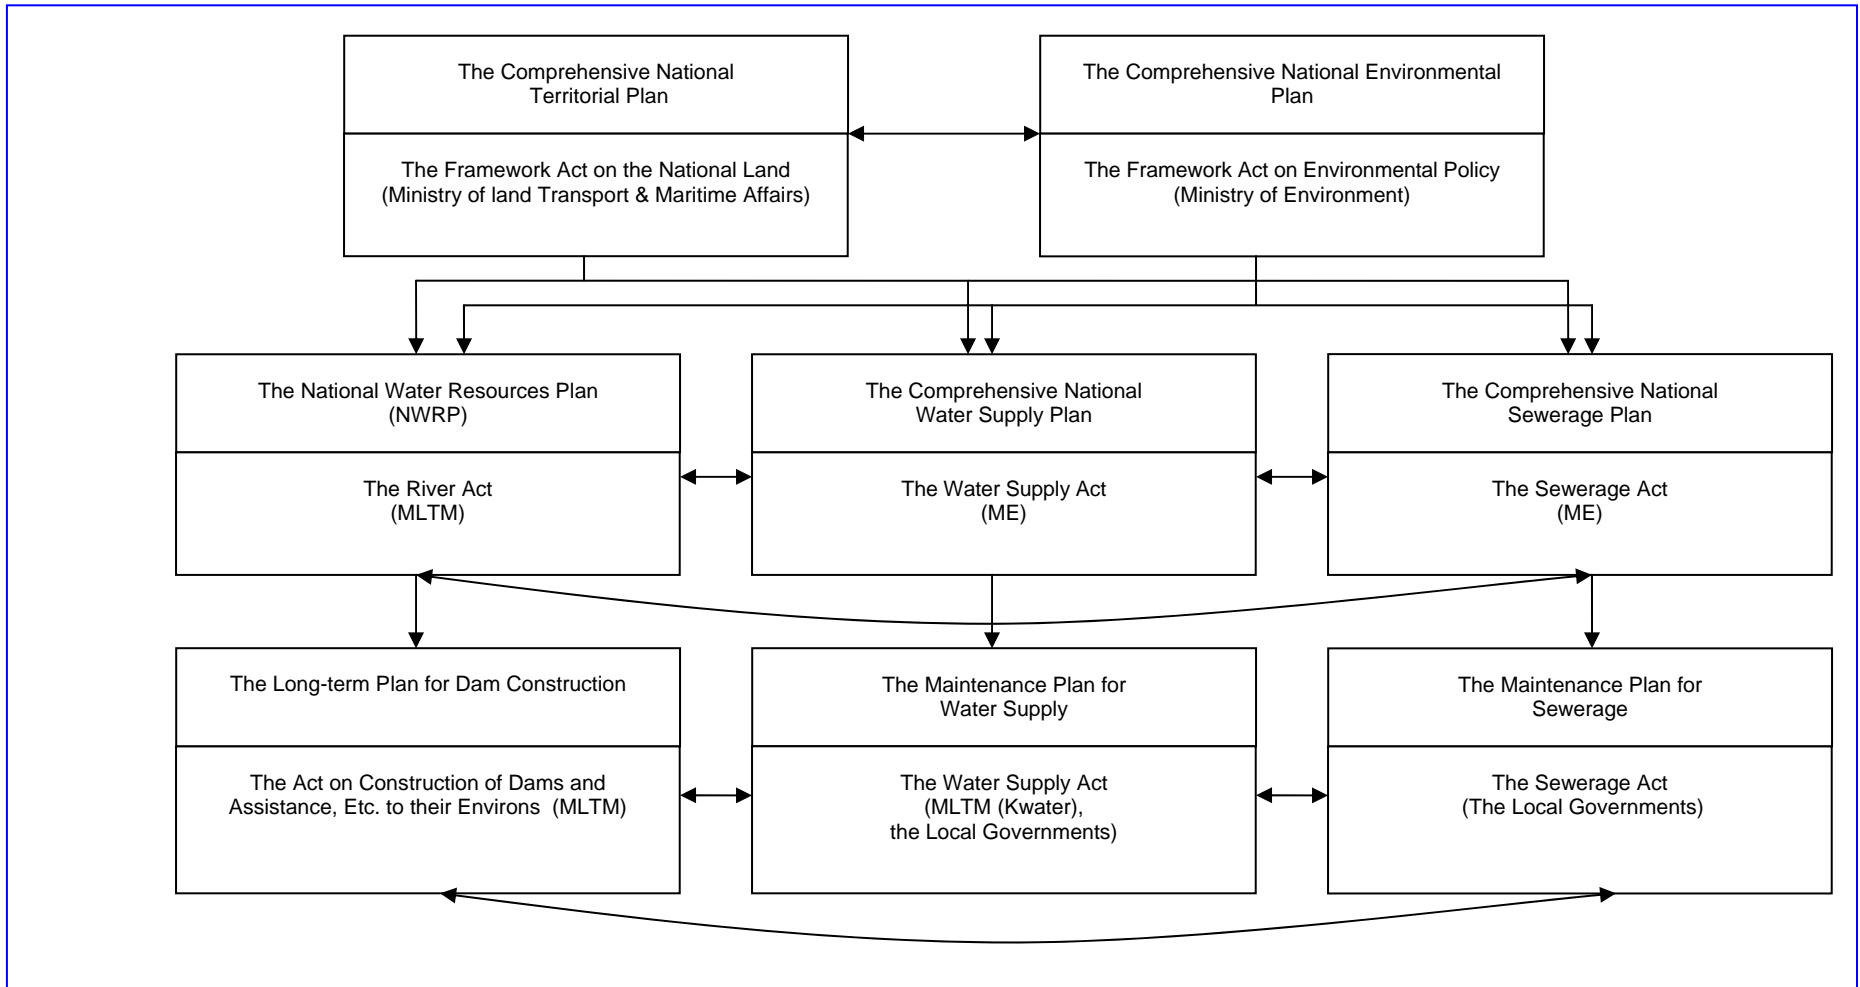 The Comprehensive National
Territorial Plan
The Framework Act on the National Land
(Ministry of land Transport & Maritime Affairs)
The Comprehensive National Environmental
Plan
The Framework Act on Environmental Policy
(Ministry of Environment)
The National Water Resources Plan
(NWRP)
The River Act
(MLTM)
The Comprehensive National
Water Supply Plan
The Water Supply Act
(ME)
The Comprehensive National
Sewerage Plan
The Sewerage Act
(ME)
The Long-term Plan for Dam Construction
The Act on Construction of Dams and
Assistance, Etc. to their Environs  (MLTM)
The Maintenance Plan for
Water Supply
The Water Supply Act
(MLTM (Kwater),
the Local Governments)
The Maintenance Plan for
Sewerage
The Sewerage Act
(The Local Governments)